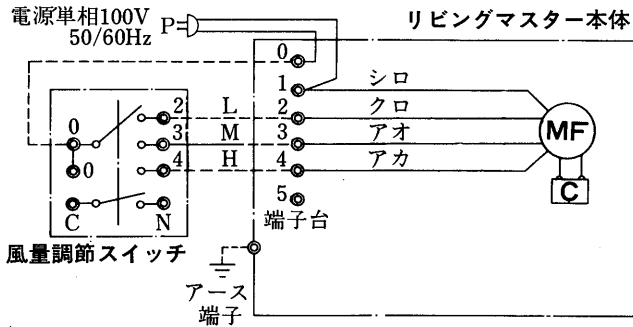 電源単相100V
50/60Hz
P
リビングマスター本体
0
1
シロ
2
L
2
クロ
0
3
M
3
アオ
MF
0
4
H
4
アカ
C
5
C
N
端子台
風量調節スイッチ
アース
端子